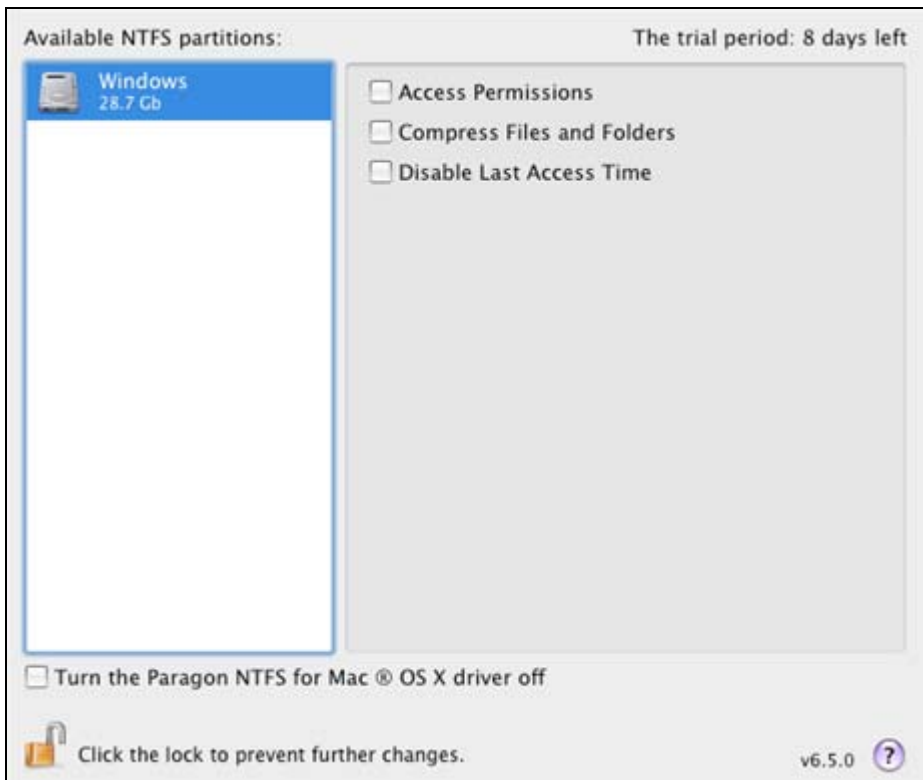 Available NTFS partitions:
The trial period: 8 days left
Windows
28.7 Gb
Access Permissions
Compress Files and Folders
Disable Last Access Time
Turn the Paragon NTFS for Mac ® OS X driver off
Click the lock to prevent further changes.
v6.5.0
?